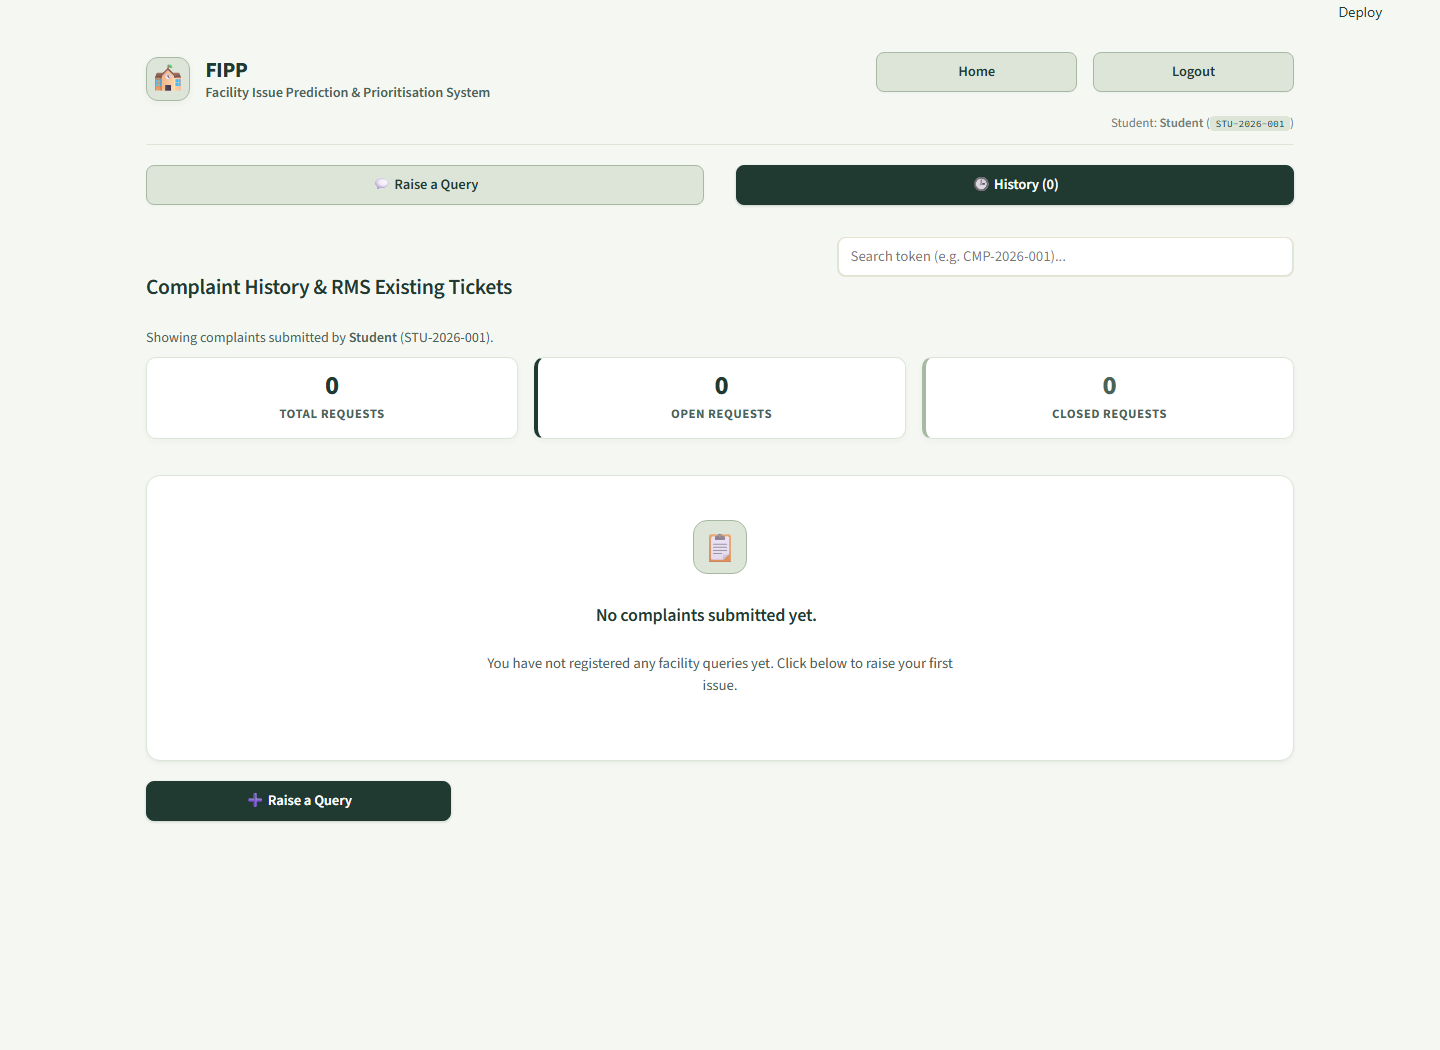 Deploy
FIPP
Facility Issue Prediction & Prioritisation System
Home
Logout
Student: Student (STU-2026-001)
Raise a Query
History (0)
Search token (e.g. CMP-2026-001)...
Complaint History & RMS Existing Tickets
Showing complaints submitted by Student (STU-2026-001).
0
TOTAL REQUESTS
0
OPEN REQUESTS
0
CLOSED REQUESTS
No complaints submitted yet.
You have not registered any facility queries yet. Click below to raise your first
issue.
Raise a Query